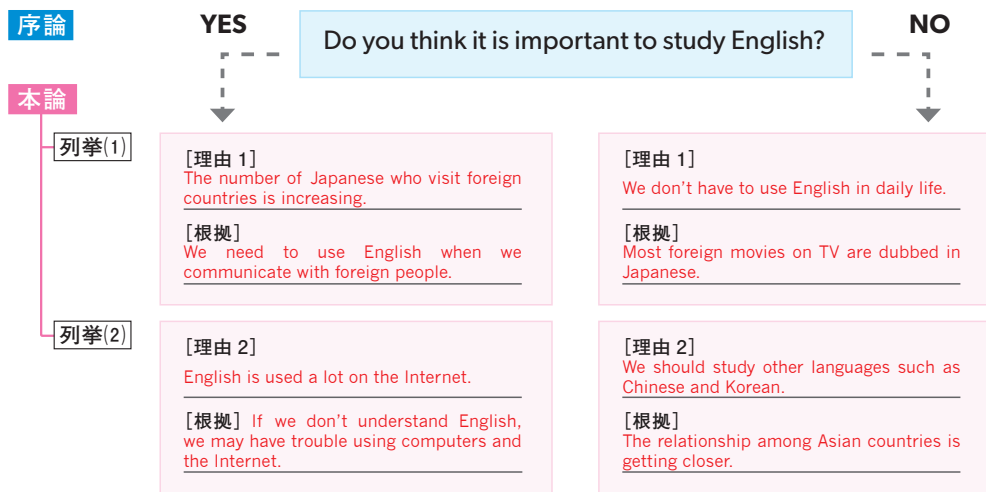 序論
YES
Do you think it is important to study English?
NO
本論
列挙(1)
[理由 1]
The number of Japanese who visit foreign
countries is increasing.
[根拠]
We need to use English when we
communicate with foreign people.
[理由 1]
We don't have to use English in daily life.
[根拠]
Most foreign movies on TV are dubbed in
Japanese.
列挙(2)
[理由 2]
English is used a lot on the Internet.
[根拠] If we don't understand English,
we may have trouble using computers and
the Internet.
[理由 2]
We should study other languages such as
Chinese and Korean.
[根拠]
The relationship among Asian countries is
getting closer.